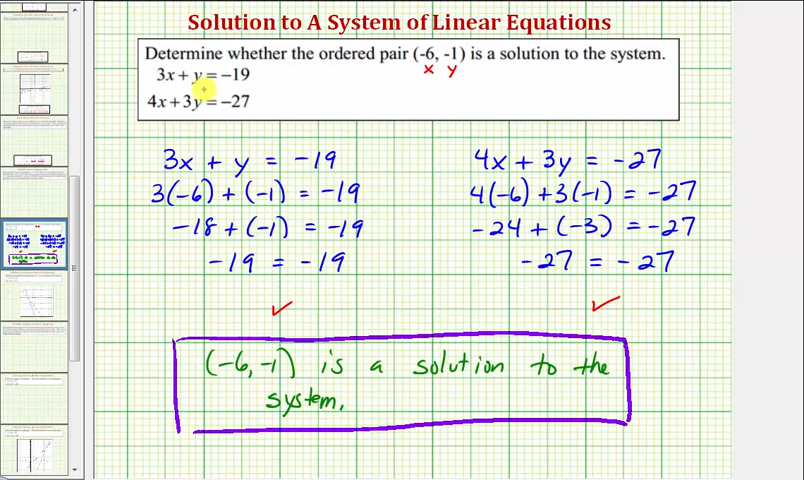 Solution to A System of Linear Equations
Determine whether the ordered pair (-6, -1) is a solution to the system.
x y
3x + y = −19
4x + 3y = −27
3x + y = -19
3(-6) + (-1) = -19
-18 + (-1) = -19
-19 = -19
✓
4x + 3y = -27
4(-6) + 3(-1) = -27
-24 + (-3) = -27
-27 = -27
✓
(-6, -1) is a solution to the
system.